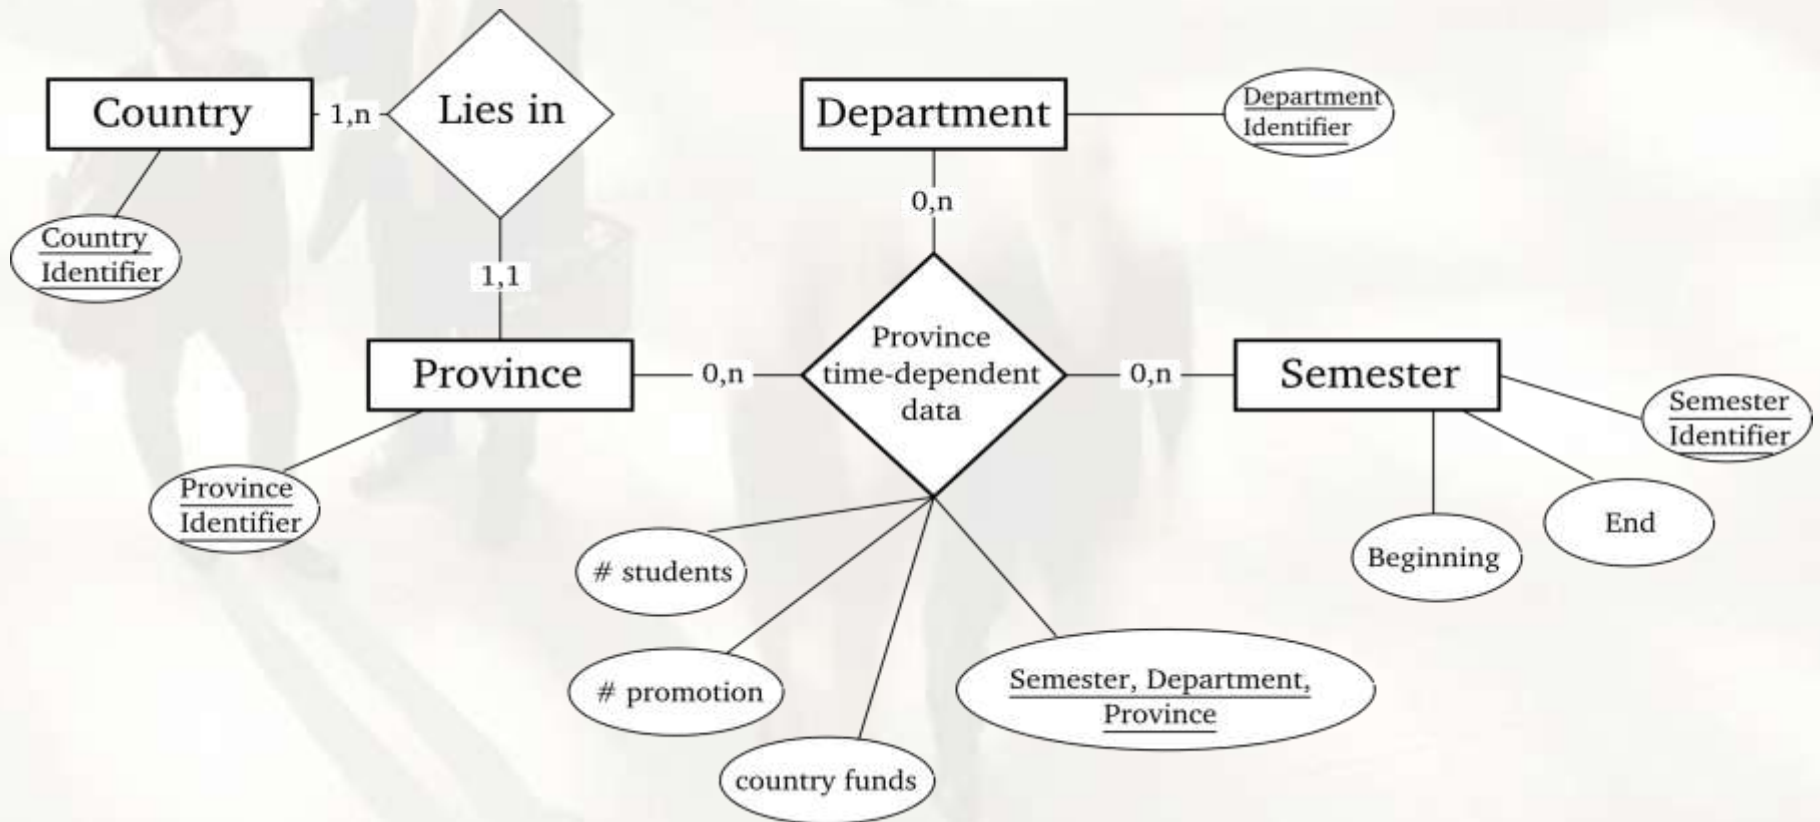 Country
1,n
Lies in
Department
Department
Identifier
0,n
Country
Identifier
1,1
Province
0,n
Province
time-dependent
data
0,n
Semester
Semester
Identifier
Province
Identifier
End
Beginning
# students
# promotion
Semester, Department,
Province
country funds